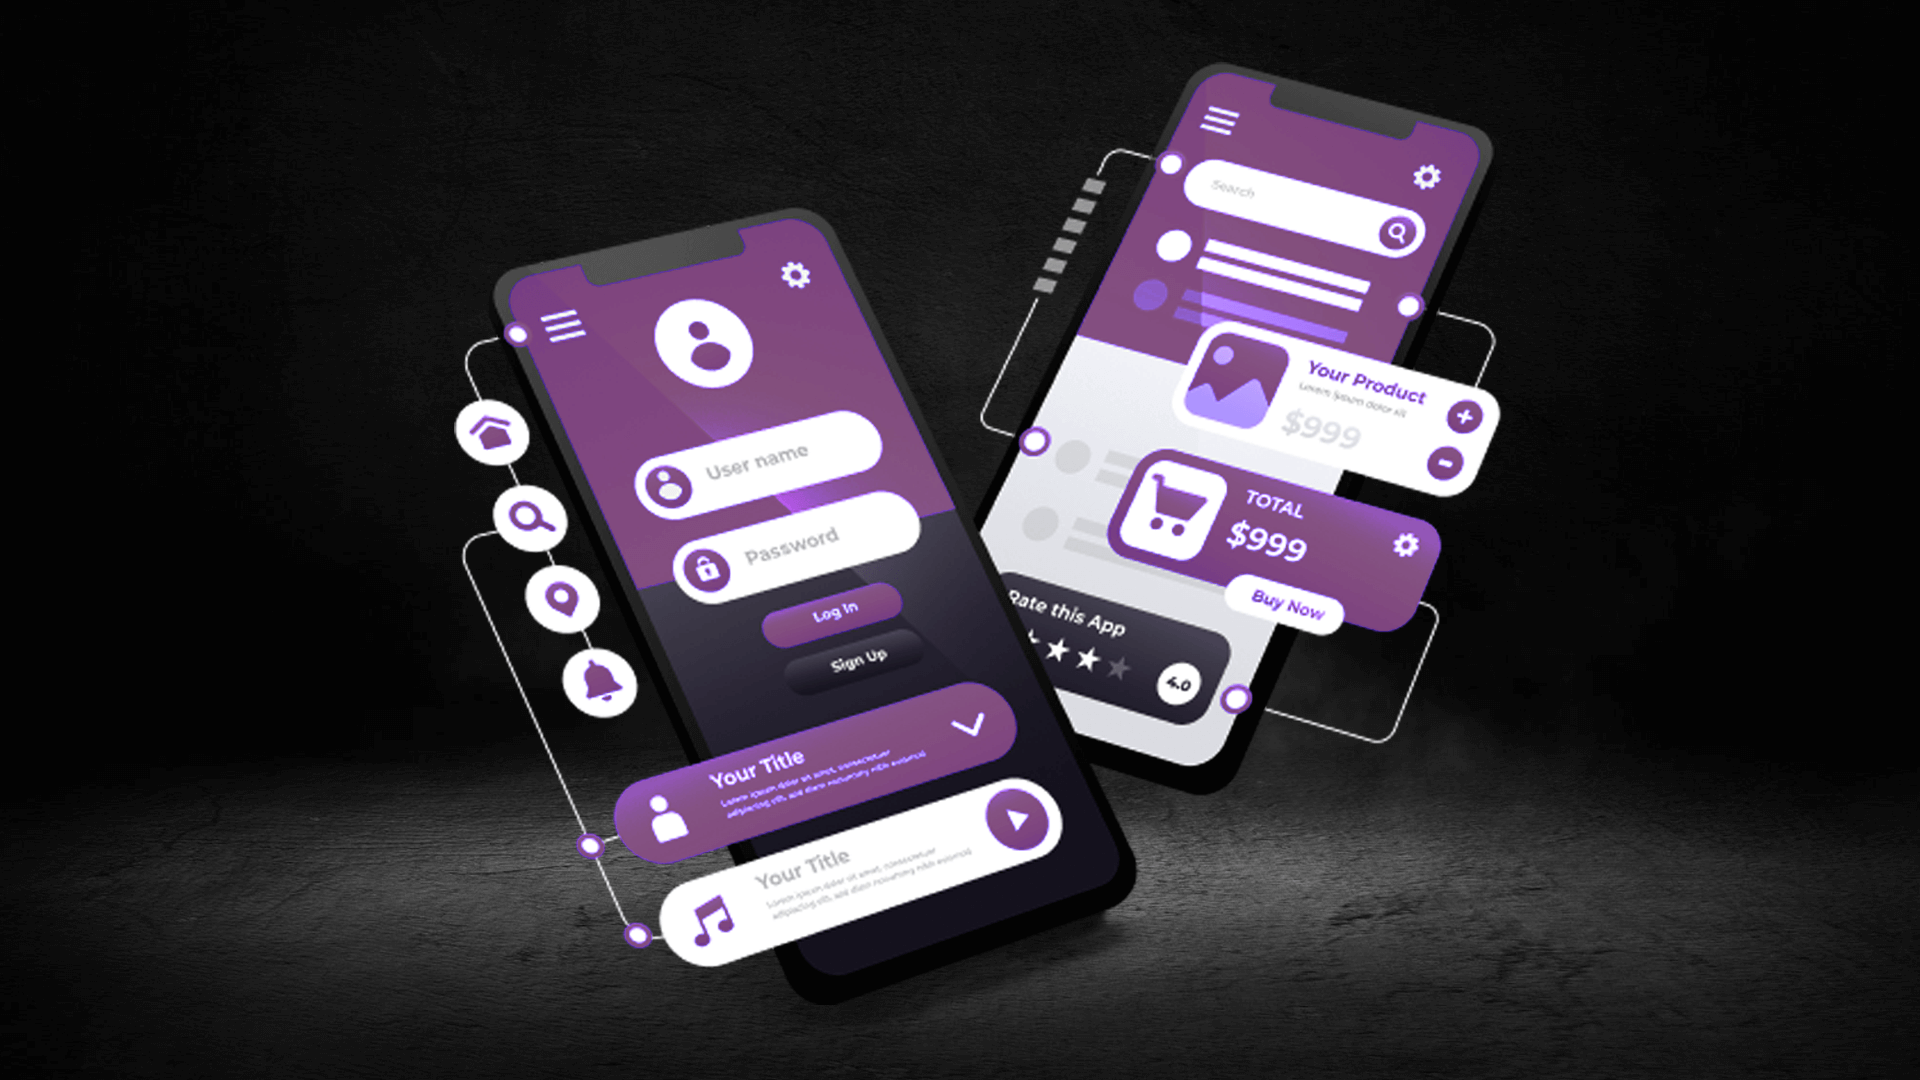 User name
Password
Log In
Sign Up
Your Title
Lorem ipsum dolor sit amet, consectetuer
adipiscing elit, sed diam nonummy nibh euismod
Your Title
Lorem ipsum dolor sit amet, consectetuer
adipiscing elit, sed diam nonummy nibh euismod
Search
Your Product
Lorem ipsum dolor sit
$999
TOTAL
$999
Buy Now
Rate this App
4.0